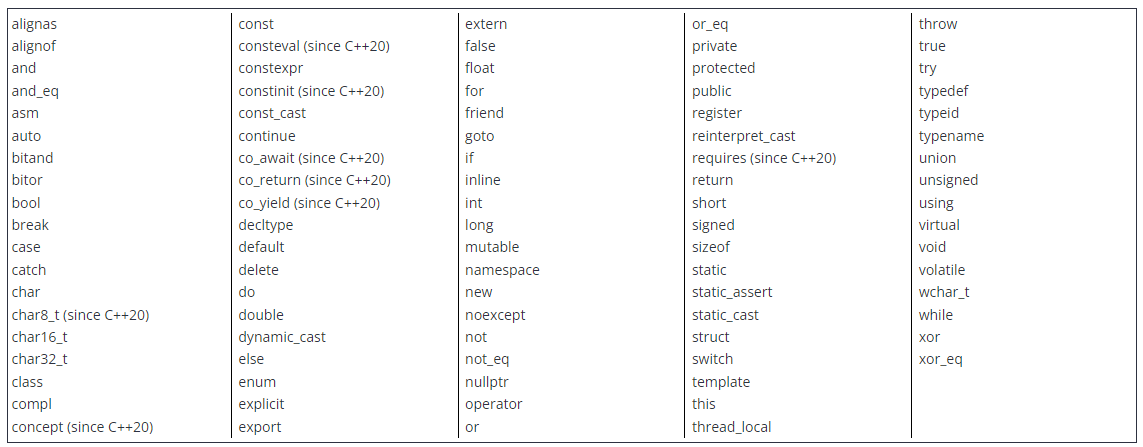 alignas
alignof
and
and_eq
asm
auto
bitand
bitor
bool
break
case
catch
char
char8_t (since C++20)
char16_t
char32_t
class
compl
concept (since C++20)
const
consteval (since C++20)
constexpr
constinit (since C++20)
const_cast
continue
co_await (since C++20)
co_return (since C++20)
co_yield (since C++20)
decltype
default
delete
do
double
dynamic_cast
else
enum
explicit
export
extern
false
float
for
friend
goto
if
inline
int
long
mutable
namespace
new
noexcept
not
not_eq
nullptr
operator
or
or_eq
private
protected
public
register
reinterpret_cast
requires (since C++20)
return
short
signed
sizeof
static
static_assert
static_cast
struct
switch
template
this
thread_local
throw
true
try
typedef
typeid
typename
union
unsigned
using
virtual
void
volatile
wchar_t
while
xor
xor_eq